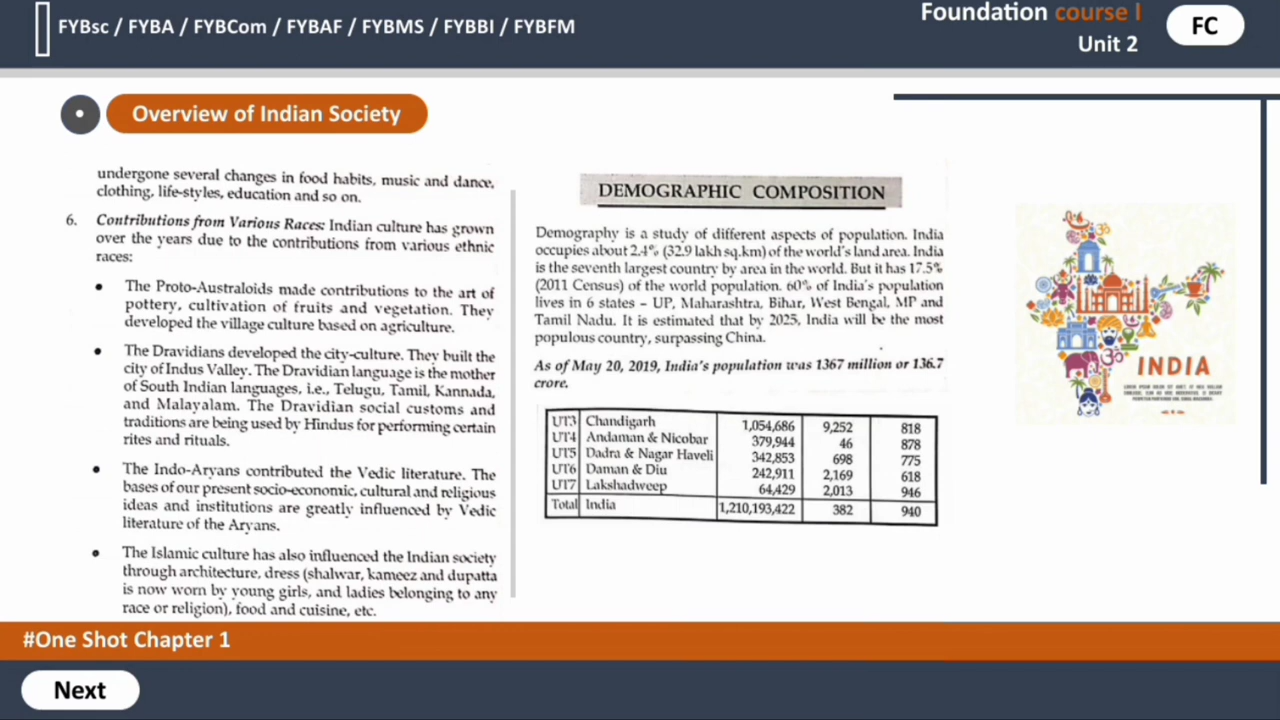 FYBsc / FYBA / FYBCom / FYBAF / FYBMS / FYBBI / FYBFM
Foundation course I
Unit 2
FC
Overview of Indian Society
undergone several changes in food habits, music and dance,
clothing, life-styles, education and so on.
6. Contributions from Various Races: Indian culture has grown
over the years due to the contributions from various ethnic
races:
• The Proto-Australoids made contributions to the art of
pottery, cultivation of fruits and vegetation. They
developed the village culture based on agriculture.
• The Dravidians developed the city-culture. They built the
city of Indus Valley. The Dravidian language is the mother
of South Indian languages, i.e., Telugu, Tamil, Kannada,
and Malayalam. The Dravidian social customs and
traditions are being used by Hindus for performing certain
rites and rituals.
• The Indo-Aryans contributed the Vedic literature. The
bases of our present socio-economic, cultural and religious
ideas and institutions are greatly influenced by Vedic
literature of the Aryans.
• The Islamic culture has also influenced the Indian society
through architecture, dress (shalwar, kameez and dupatta
is now worn by young girls, and ladies belonging to any
race or religion), food and cuisine, etc.
DEMOGRAPHIC COMPOSITION
Demography is a study of different aspects of population. India
occupies about 2.4% (32.9 lakh sq.km) of the world's land area. India
is the seventh largest country by area in the world. But it has 17.5%
(2011 Census) of the world population. 60% of India's population
lives in 6 states – UP, Maharashtra, Bihar, West Bengal, MP and
Tamil Nadu. It is estimated that by 2025, India will be the most
populous country, surpassing China.
As of May 20, 2019, India's population was 1367 million or 136.7
crore.
UT3 Chandigarh 1,054,686 9,252 818
UT4 Andaman & Nicobar 379,944 46 878
UT5 Dadra & Nagar Haveli 342,853 698 775
UT6 Daman & Diu 242,911 2,169 618
UT7 Lakshadweep 64,429 2,013 946
Total India 1,210,193,422 382 940
INDIA
#One Shot Chapter 1
Next